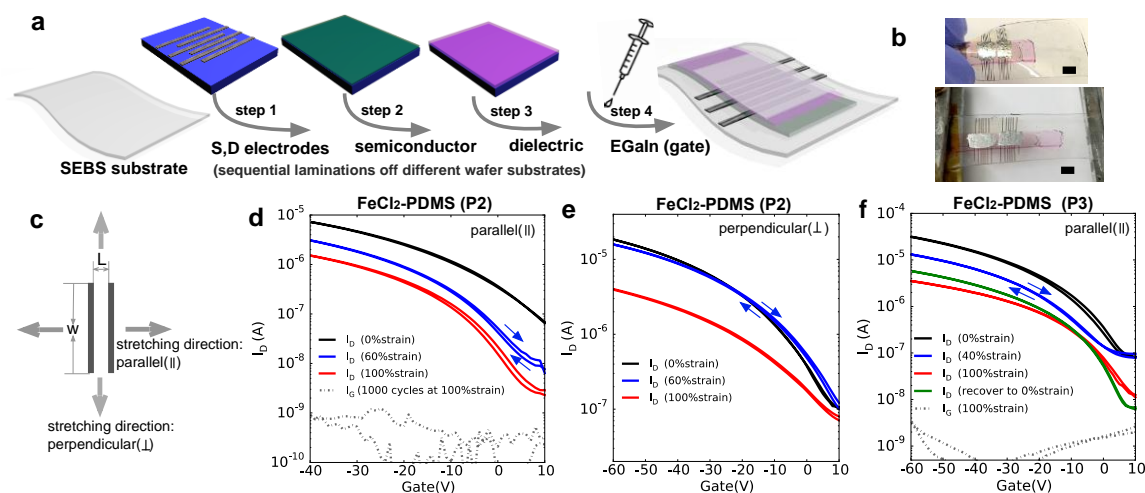 a
step 1
step 2
step 3
step 4
SEBS substrate
S,D electrodes
semiconductor
dielectric
EGaIn (gate)
(sequential laminations off different wafer substrates)
b
c
L
W
stretching direction:
parallel(||)
stretching direction:
perpendicular(⊥)
d
FeCl₂-PDMS (P2)
parallel(||)
I_D (A)
10⁻⁵
10⁻⁶
10⁻⁷
10⁻⁸
10⁻⁹
10⁻¹⁰
I_D (0%strain)
I_D (60%strain)
I_D (100%strain)
I_G (1000 cycles at 100%strain)
-40 -30 -20 -10 0 10
Gate(V)
e
FeCl₂-PDMS (P2)
perpendicular(⊥)
I_D (A)
10⁻⁵
10⁻⁶
10⁻⁷
I_D (0%strain)
I_D (60%strain)
I_D (100%strain)
-60 -50 -40 -30 -20 -10 0 10
Gate(V)
f
FeCl₂-PDMS (P3)
parallel(||)
I_D (A)
10⁻⁴
10⁻⁵
10⁻⁶
10⁻⁷
10⁻⁸
10⁻⁹
I_D (0%strain)
I_D (40%strain)
I_D (100%strain)
I_D (recover to 0%strain)
I_G (100%strain)
-60 -50 -40 -30 -20 -10 0 10
Gate(V)